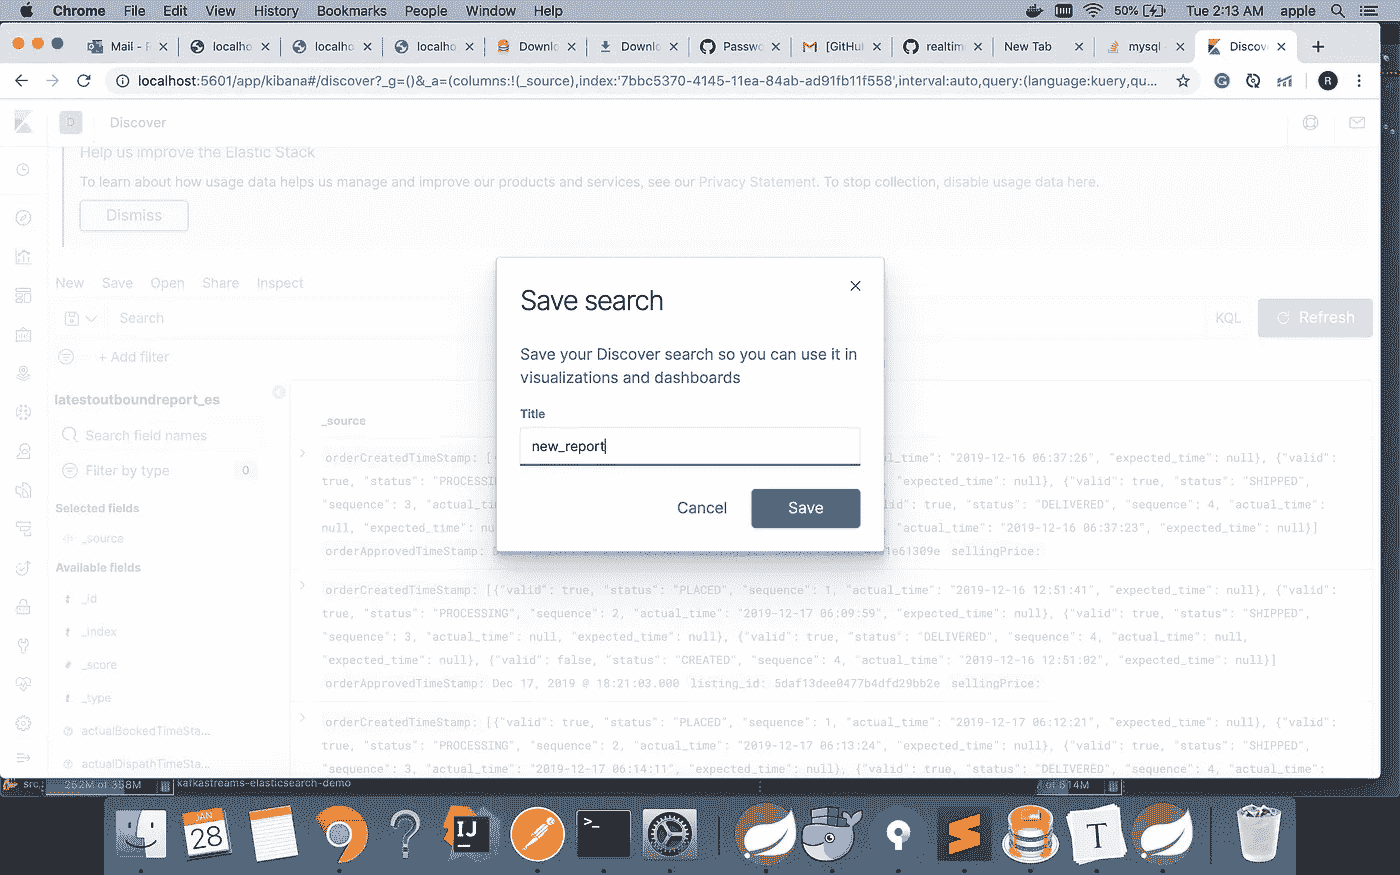 Chrome File Edit View History Bookmarks People Window Help 50% Tue 2:13 AM apple
Mail - localho localho localho Downlo Downlo Passwo [GitHu realtim New Tab mysql - Discov
localhost:5601/app/kibana#/discover?_g=()&_a=(columns:!(_source),index:'7bbc5370-4145-11ea-84ab-ad91fb11f558',interval:auto,query:(language:kuery,qu... R
D Discover
Help us improve the Elastic Stack
To learn about how usage data helps us manage and improve our products and services, see our Privacy Statement. To stop collection, disable usage data here.
Dismiss
New Save Open Share Inspect
Search KQL Refresh
+ Add filter
latestoutboundreport_es
Search field names
Filter by type 0
Selected fields
_source
Available fields
t _id
t _index
# _score
t _type
actualBookedTimeSta...
actualDispathTimeSta...
Save search
Save your Discover search so you can use it in
visualizations and dashboards
Title
new_report
Cancel Save
_source
orderCreatedTimeStamp: [ actual_time": "2019-12-16 06:37:26", "expected_time": null}, {"valid":
true, "status": "PROCESS "expected_time": null}, {"valid": true, "status": "SHIPPED",
"sequence": 3, "actual_t true, "status": "DELIVERED", "sequence": 4, "actual_time":
null, "expected_time": nu "actual_time": "2019-12-16 06:37:23", "expected_time": null}]
orderApprovedTimeStamp: 1e61309e sellingPrice:
orderCreatedTimeStamp: [{"valid": true, "status": "PLACED", "sequence": 1, "actual_time": "2019-12-16 12:51:41", "expected_time": null}, {"valid":
true, "status": "PROCESSING", "sequence": 2, "actual_time": "2019-12-17 06:09:59", "expected_time": null}, {"valid": true, "status": "SHIPPED",
"sequence": 3, "actual_time": null, "expected_time": null}, {"valid": true, "status": "DELIVERED", "sequence": 4, "actual_time": null,
"expected_time": null}, {"valid": false, "status": "CREATED", "sequence": 4, "actual_time": "2019-12-16 12:51:02", "expected_time": null}]
orderApprovedTimeStamp: Dec 17, 2019 @ 18:21:03.000 listing_id: 5daf13dee0477b4dfd29bb2e sellingPrice:
orderCreatedTimeStamp: [{"valid": true, "status": "PLACED", "sequence": 1, "actual_time": "2019-12-17 06:12:21", "expected_time": null}, {"valid":
true, "status": "PROCESSING", "sequence": 2, "actual_time": "2019-12-17 06:13:24", "expected_time": null}, {"valid": true, "status": "SHIPPED",
"sequence": 3, "actual_time": "2019-12-17 06:14:11", "expected_time": null}, {"valid": true, "status": "DELIVERED", "sequence": 4, "actual_time":
src; 252M of 358M kafkastreams-elasticsearch-demo of 614M
JAN
28
IJ
>_
T